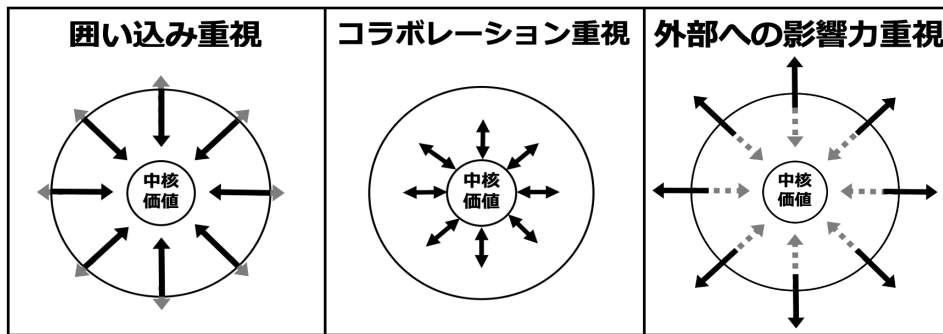 囲い込み重視
コラボレーション重視
外部への影響力重視
中核
価値
中核
価値
中核
価値